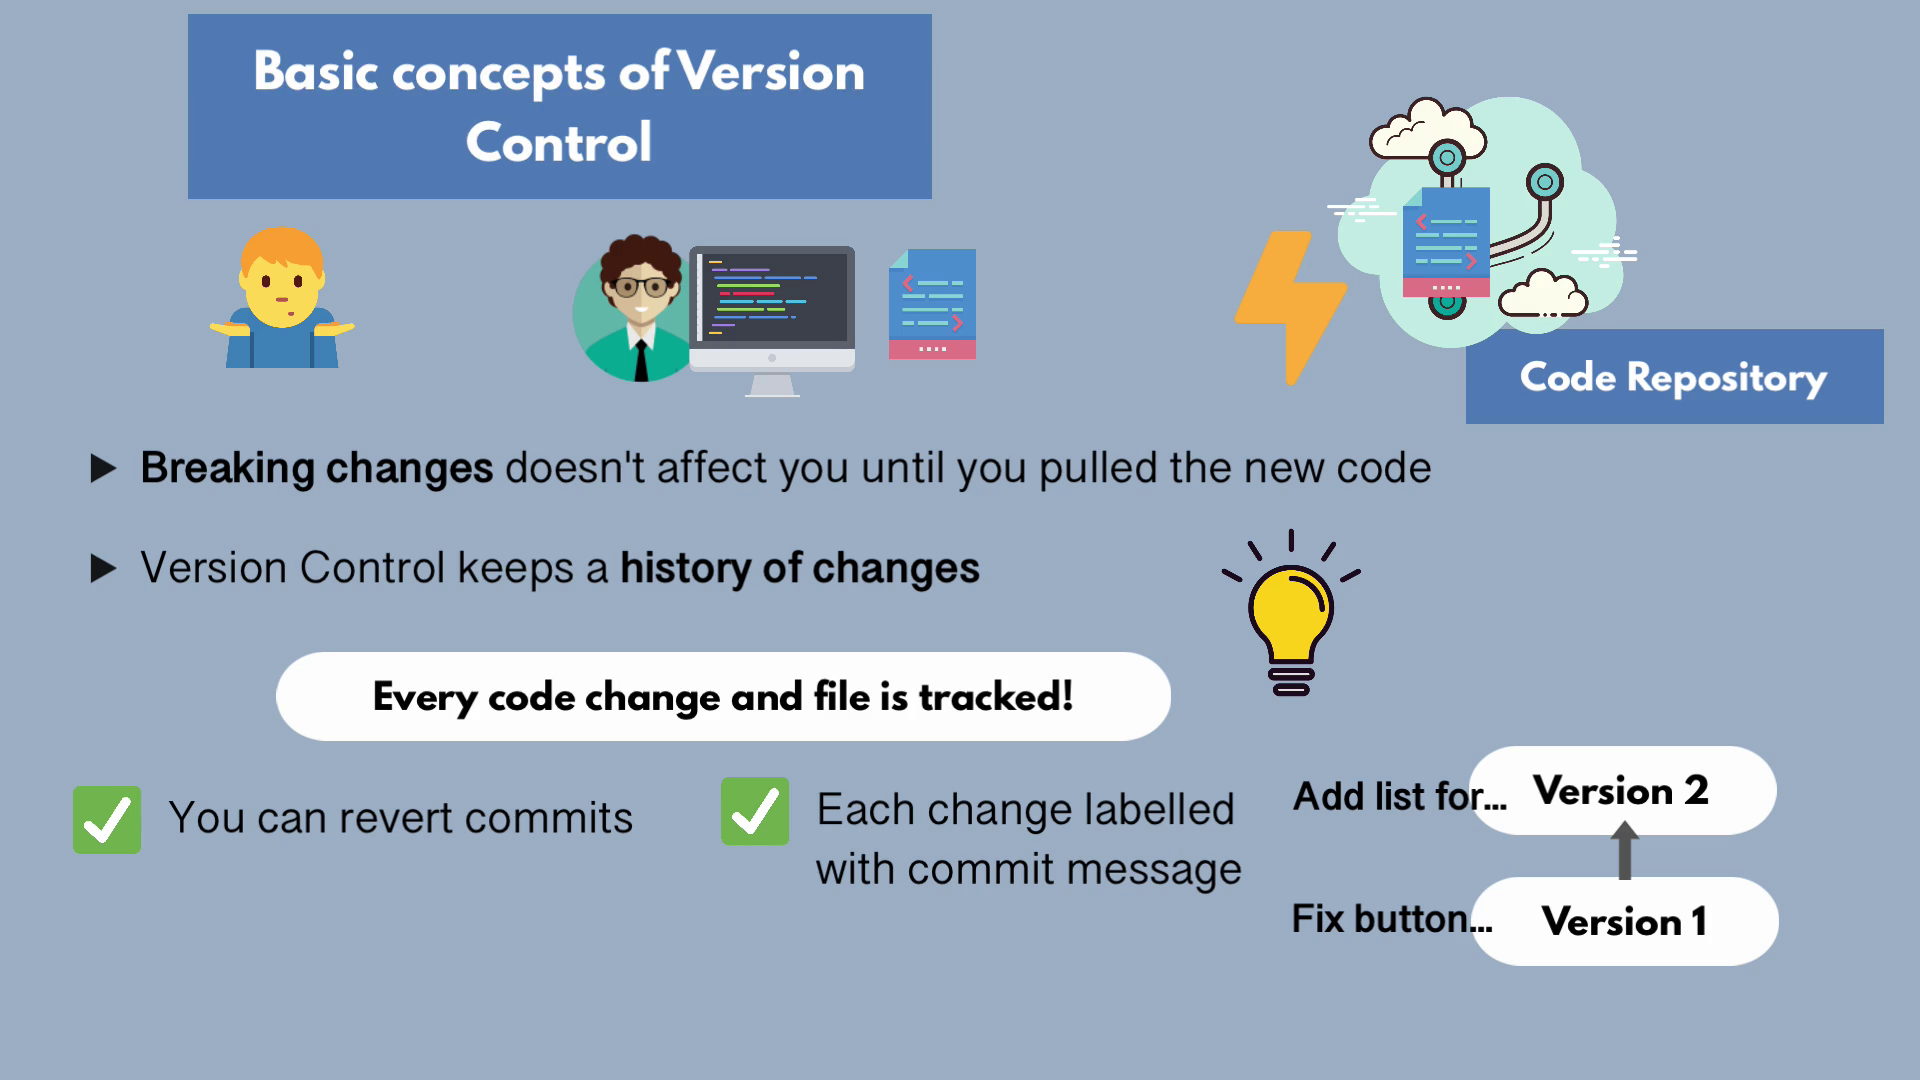 Basic concepts of Version
Control
Code Repository
Breaking changes doesn't affect you until you pulled the new code
Version Control keeps a history of changes
Every code change and file is tracked!
You can revert commits
Each change labelled
with commit message
Add list for...
Version 2
Fix button...
Version 1